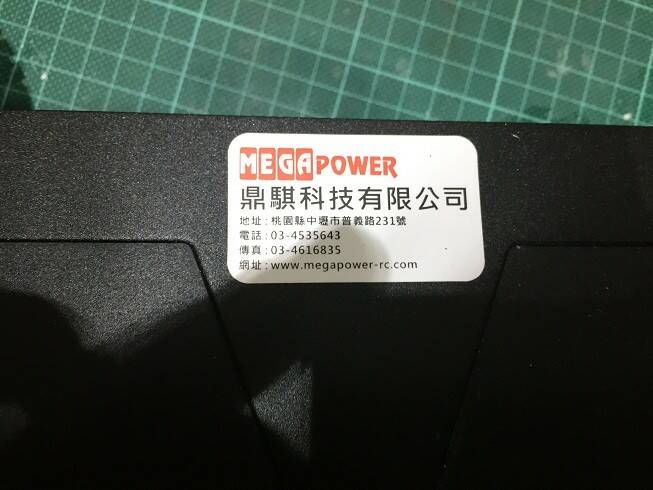 MEGAPOWER
鼎騏科技有限公司
地址:桃園縣中壢市普義路231號
電話:03-4535643
傳真:03-4616835
網址:www.megapower-rc.com